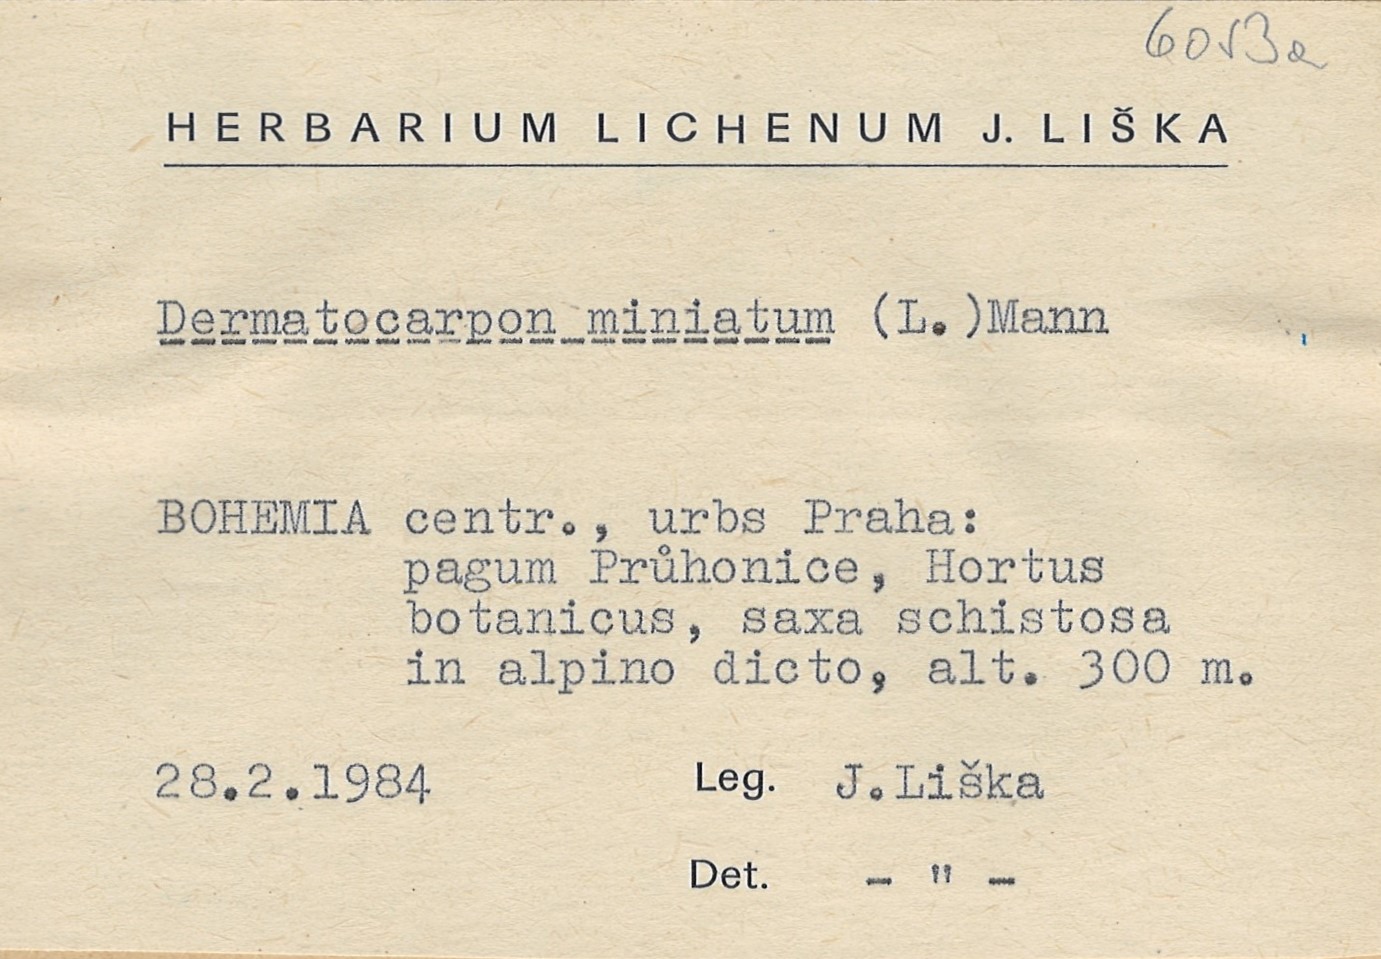 6053a
HERBARIUM LICHENUM J. LIŠKA
Dermatocarpon miniatum (L.)Mann
BOHEMIA centr., urbs Praha:
pagum Průhonice, Hortus
botanicus, saxa schistosa
in alpino dicto, alt. 300 m.
28.2.1984 Leg. J.Liška
Det. - " -